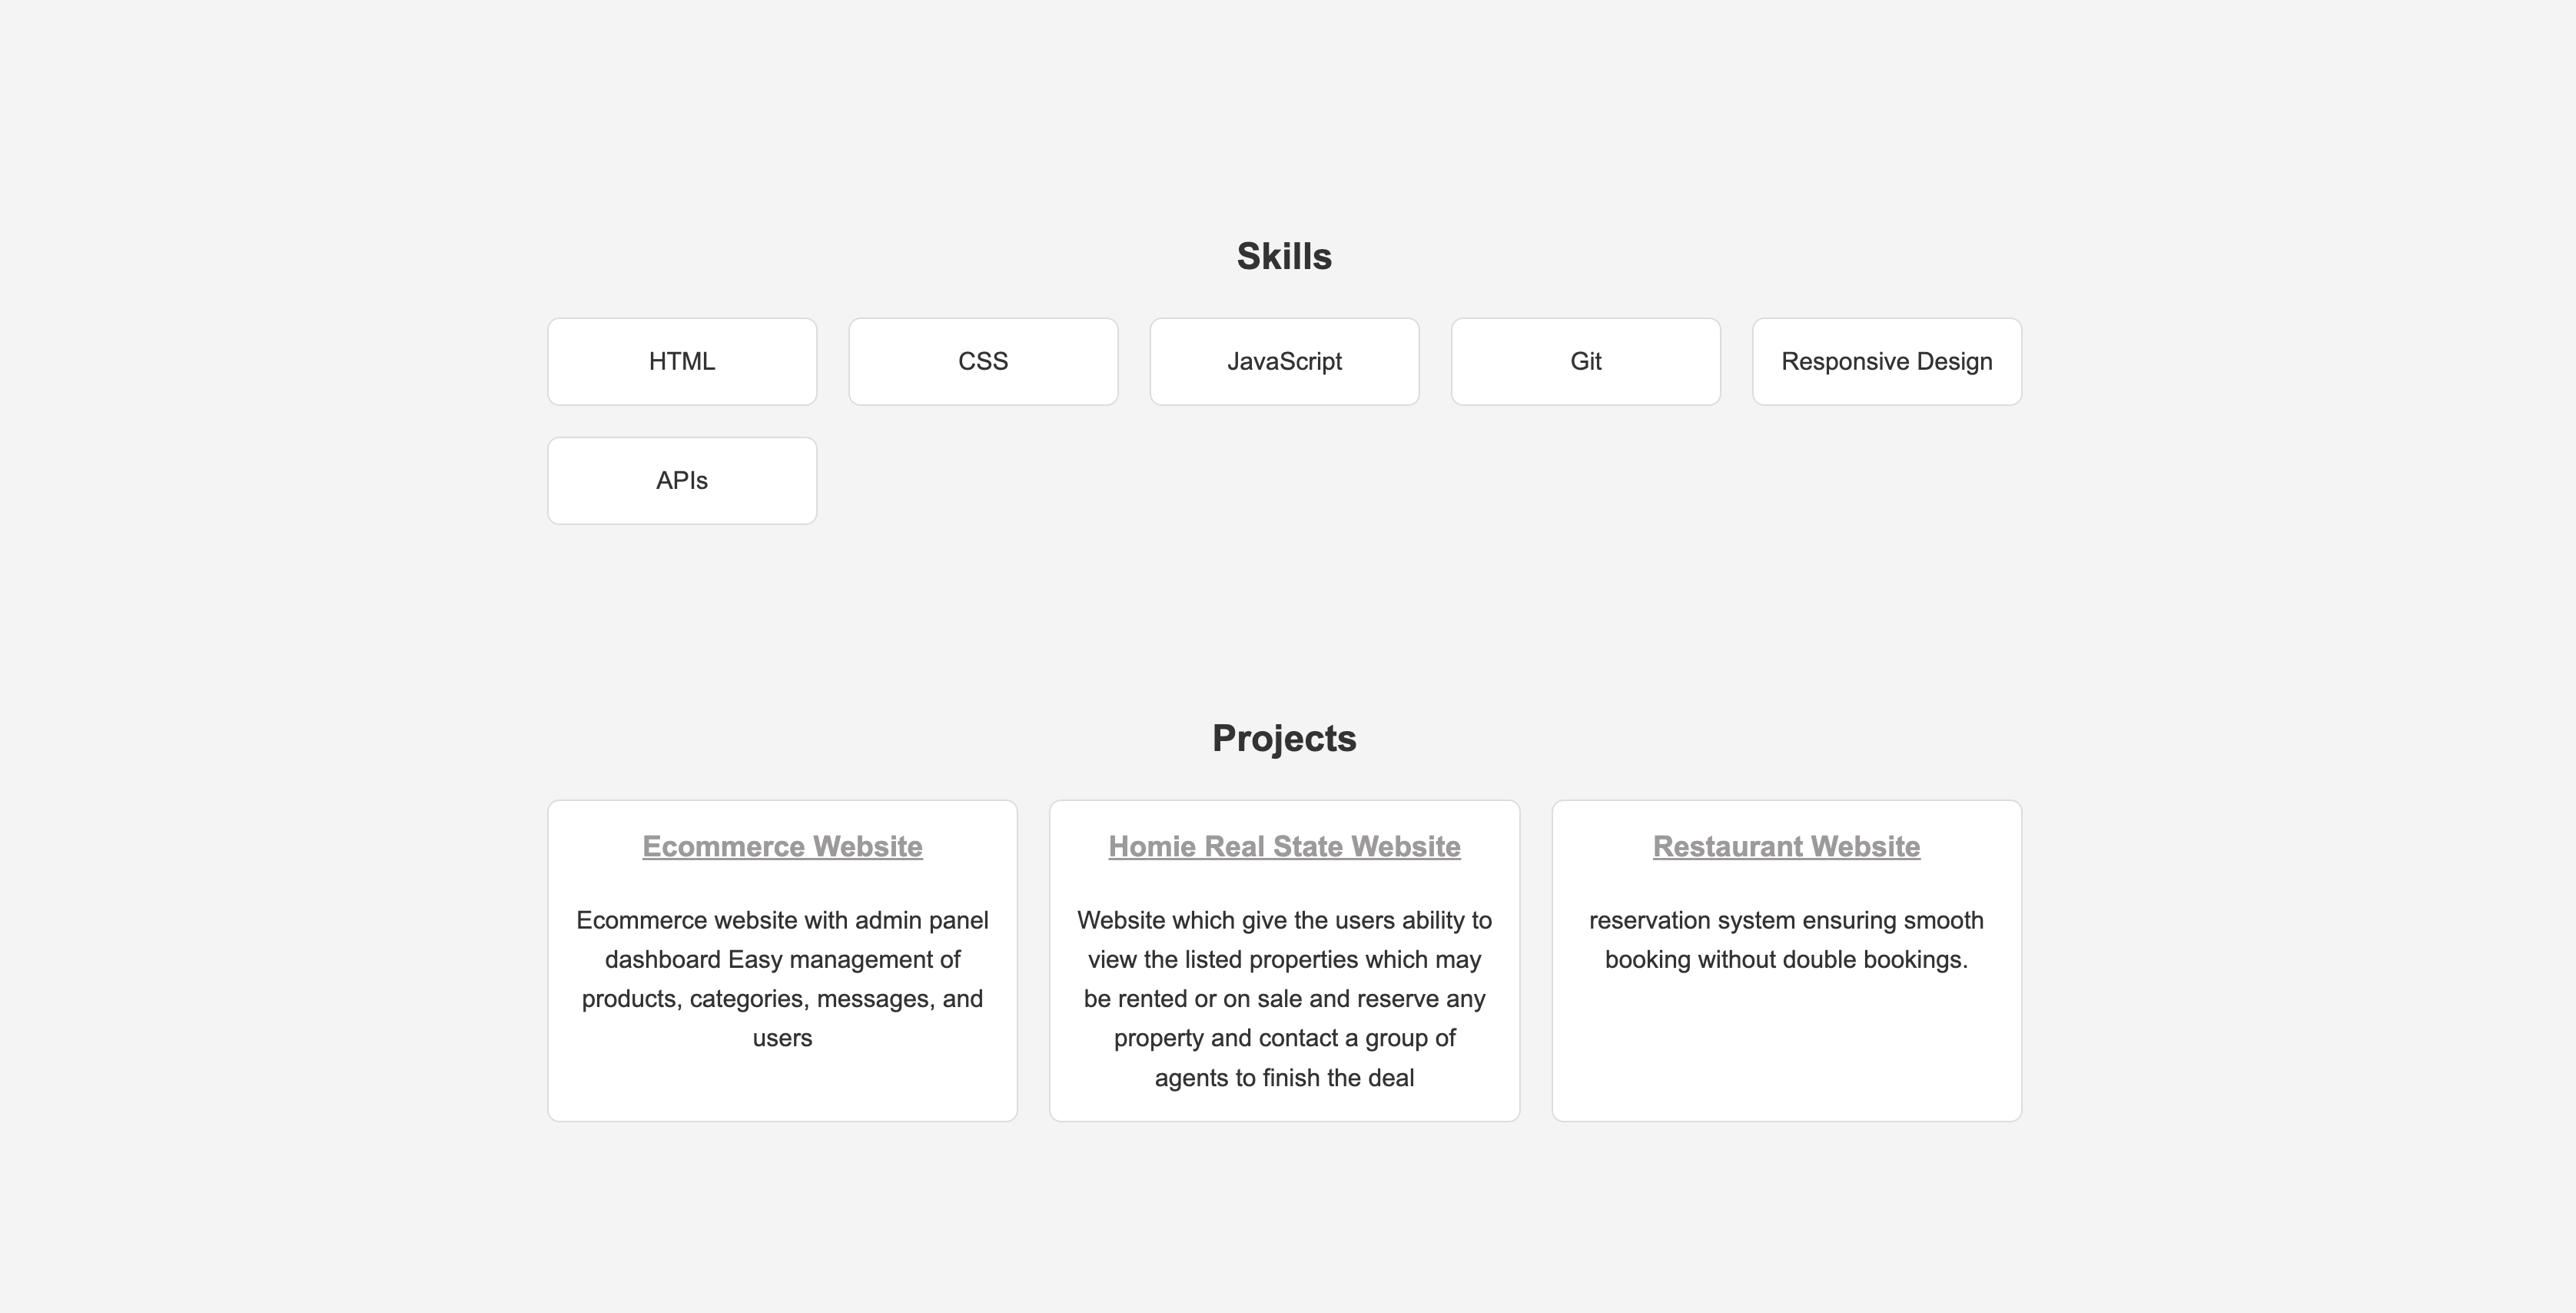 Skills
HTML
CSS
JavaScript
Git
Responsive Design
APIs
Projects
Ecommerce Website
Ecommerce website with admin panel
dashboard Easy management of
products, categories, messages, and
users
Homie Real State Website
Website which give the users ability to
view the listed properties which may
be rented or on sale and reserve any
property and contact a group of
agents to finish the deal
Restaurant Website
reservation system ensuring smooth
booking without double bookings.